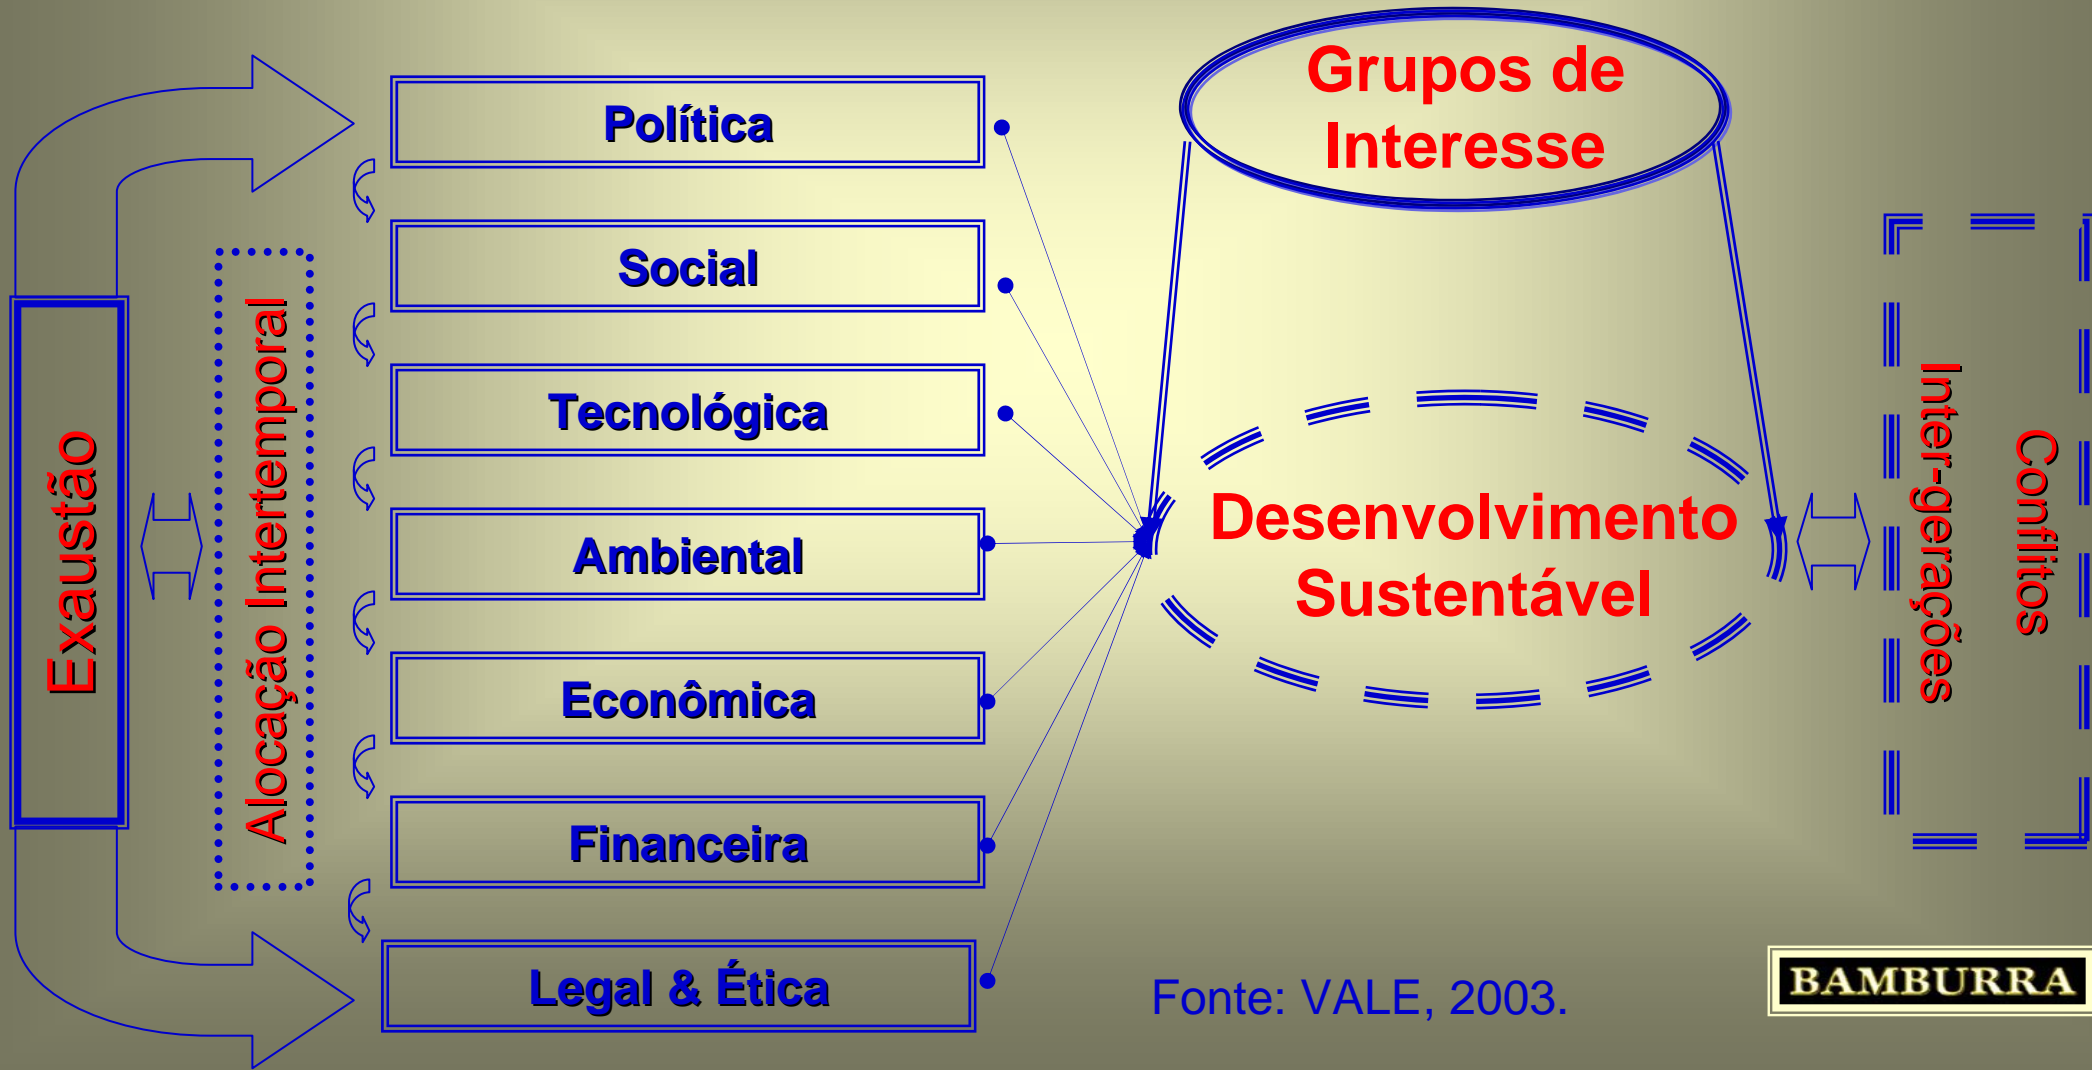 Exaustão
Alocação Intertemporal
Política
Social
Tecnológica
Ambiental
Econômica
Financeira
Legal & Ética
Grupos de
Interesse
Desenvolvimento
Sustentável
Conflitos
Inter-gerações
Fonte: VALE, 2003.
BAMBURRA